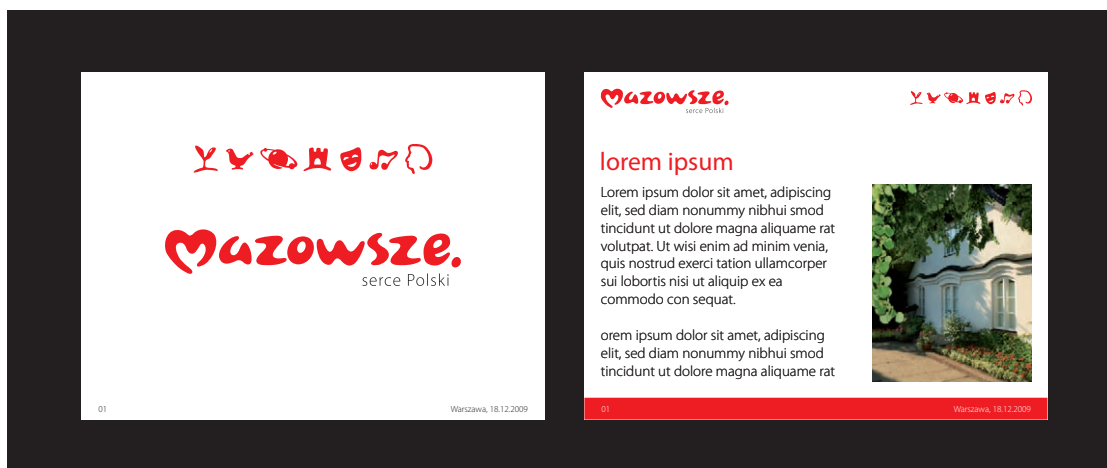 Mazowsze.
serce Polski
01
Warszawa, 18.12.2009
Mazowsze.
serce Polski
lorem ipsum
Lorem ipsum dolor sit amet, adipiscing
elit, sed diam nonummy nibhui smod
tincidunt ut dolore magna aliquame rat
volutpat. Ut wisi enim ad minim venia,
quis nostrud exerci tation ullamcorper
sui lobortis nisi ut aliquip ex ea
commodo con sequat.
orem ipsum dolor sit amet, adipiscing
elit, sed diam nonummy nibhui smod
tincidunt ut dolore magna aliquame rat
01
Warszawa, 18.12.2009